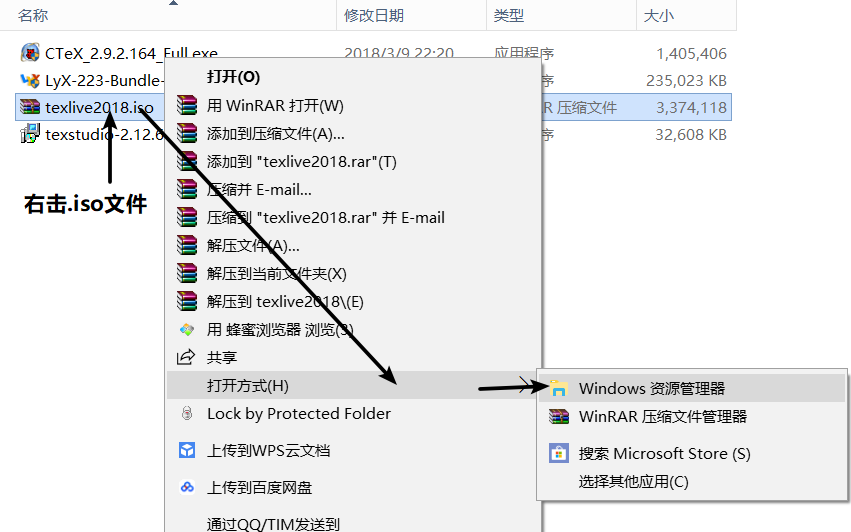 名称 修改日期 类型 大小
CTeX_2.9.2.164_Full.exe 2018/3/9 22:20 应用程序 1,405,406
打开(O)
LyX-223-Bundle- 序 235,023 KB
用 WinRAR 打开(W)
texlive2018.iso R 压缩文件 3,374,118
添加到压缩文件(A)...
texstudio-2.12.6 序 32,608 KB
添加到 "texlive2018.rar"(T)
压缩并 E-mail...
右击.iso文件
压缩到 "texlive2018.rar" 并 E-mail
解压文件(A)...
解压到当前文件夹(X)
解压到 texlive2018\(E)
用 蜂蜜浏览器 浏览(3)
共享
打开方式(H)
Windows 资源管理器
Lock by Protected Folder
WinRAR 压缩文件管理器
上传到WPS云文档
搜索 Microsoft Store (S)
选择其他应用(C)
上传到百度网盘
通过QQ/TIM发送到